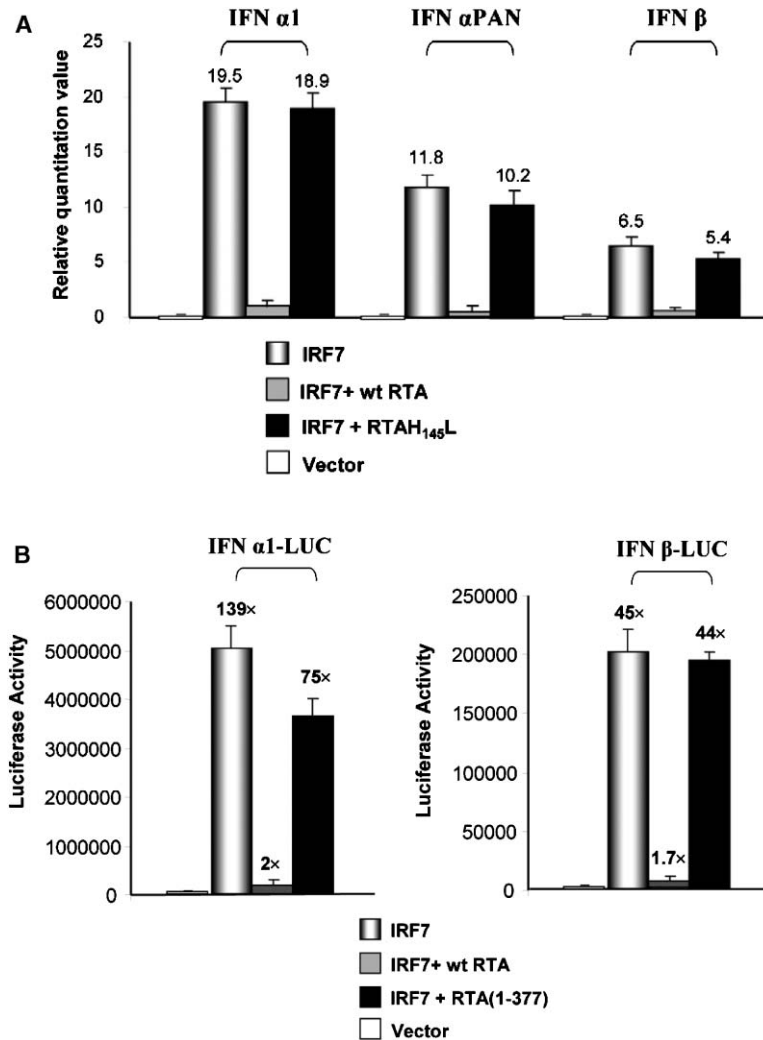 A
IFN α1
IFN αPAN
IFN β
Relative quantitation value
25
20
15
10
5
0
19.5
18.9
11.8
10.2
6.5
5.4
IRF7
IRF7+ wt RTA
IRF7 + RTAH₁₄₅L
Vector
B
IFN α1-LUC
Luciferase Activity
6000000
5000000
4000000
3000000
2000000
1000000
0
139×
2×
75×
IFN β-LUC
Luciferase Activity
250000
200000
150000
100000
50000
0
45×
1.7×
44×
IRF7
IRF7+ wt RTA
IRF7 + RTA(1-377)
Vector